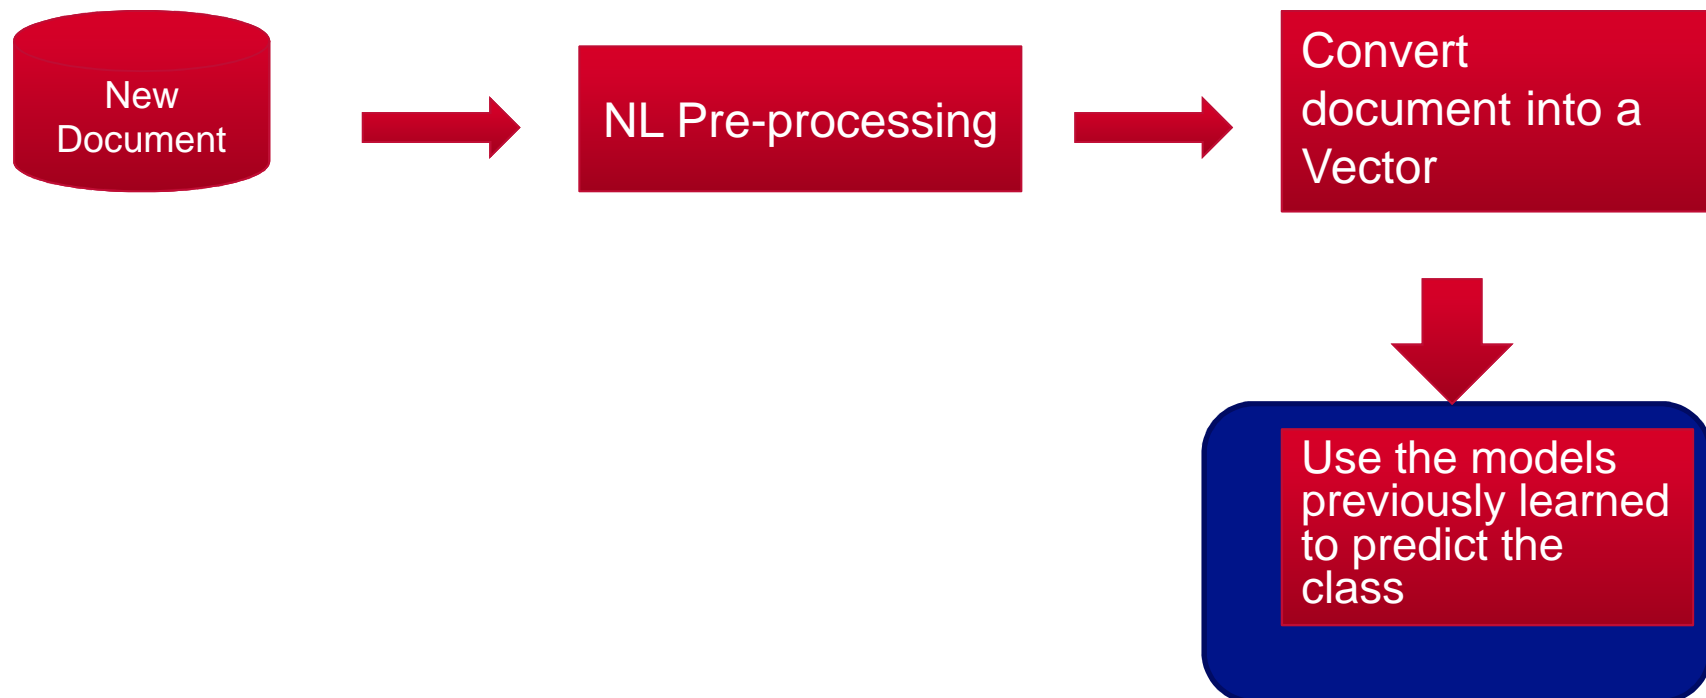 New
Document
NL Pre-processing
Convert
document into a
Vector
Use the models
previously learned
to predict the
class